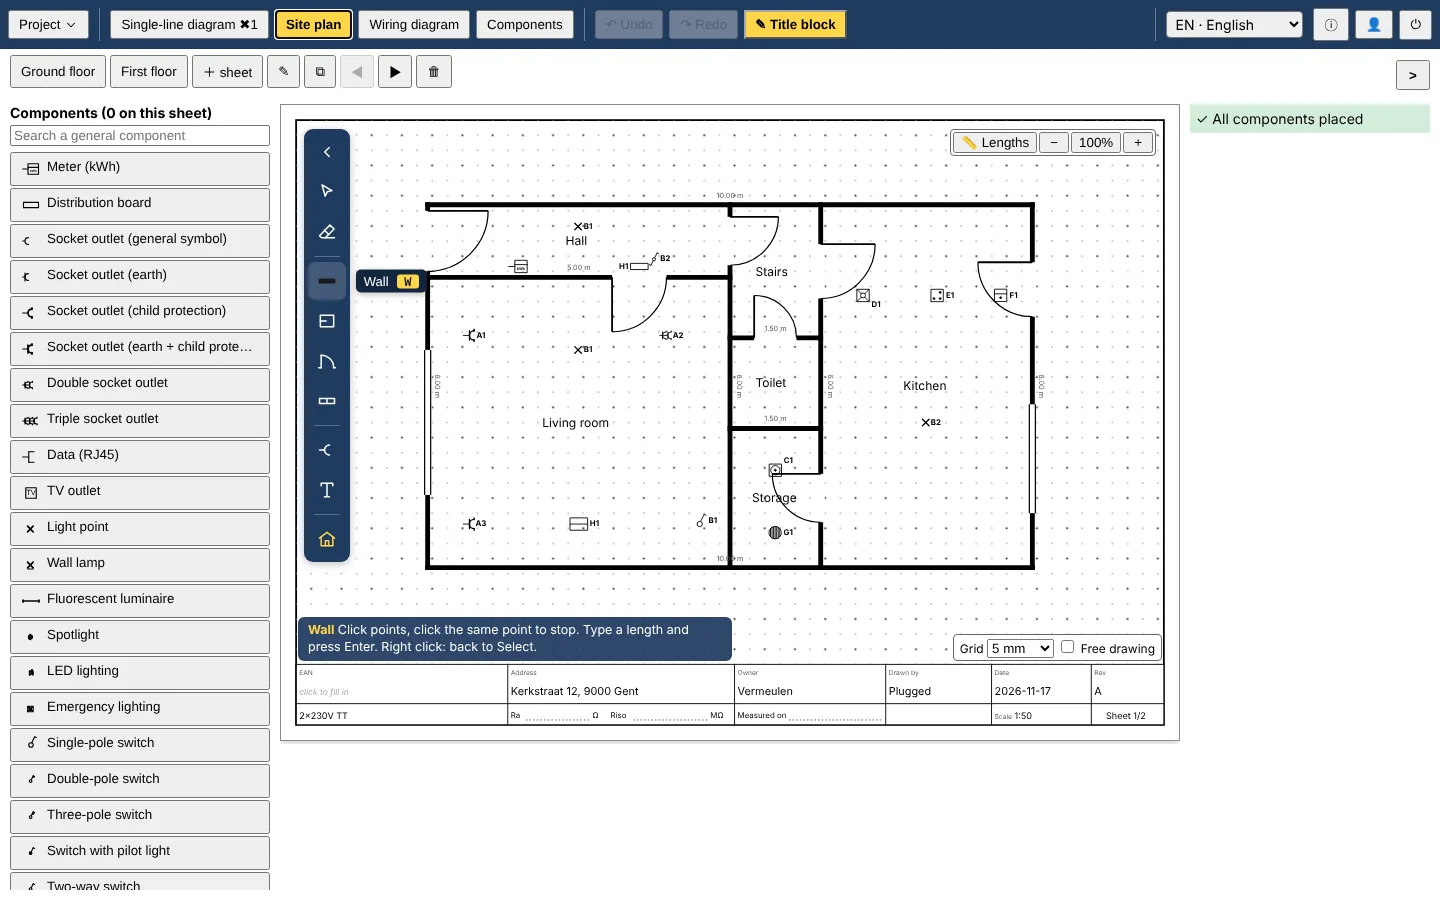 Project
Single-line diagram ✖1
Site plan
Wiring diagram
Components
↶ Undo
↷ Redo
✎ Title block
EN · English
Ground floor
First floor
+ sheet
>
Components (0 on this sheet)
Search a general component
Meter (kWh)
Distribution board
Socket outlet (general symbol)
Socket outlet (earth)
Socket outlet (child protection)
Socket outlet (earth + child prote…
Double socket outlet
Triple socket outlet
Data (RJ45)
TV outlet
Light point
Wall lamp
Fluorescent luminaire
Spotlight
LED lighting
Emergency lighting
Single-pole switch
Double-pole switch
Three-pole switch
Switch with pilot light
Two-way switch
✓ All components placed
Lengths
−
100%
+
Wall W
10.00 m
B1
Hall
5.00 m
H1
B2
Stairs
D1
E1
F1
A1
A2
B1
1.50 m
6.00 m
6.00 m
6.00 m
6.00 m
Toilet
Kitchen
1.50 m
B2
Living room
C1
Storage
A3
H1
B1
G1
10.00 m
Wall Click points, click the same point to stop. Type a length and
press Enter. Right click: back to Select.
Grid 5 mm
Free drawing
EAN
click to fill in
Address
Kerkstraat 12, 9000 Gent
Owner
Vermeulen
Drawn by
Plugged
Date
2026-11-17
Rev
A
2×230V TT
Ra Ω Riso MΩ
Measured on
Scale 1:50
Sheet 1/2